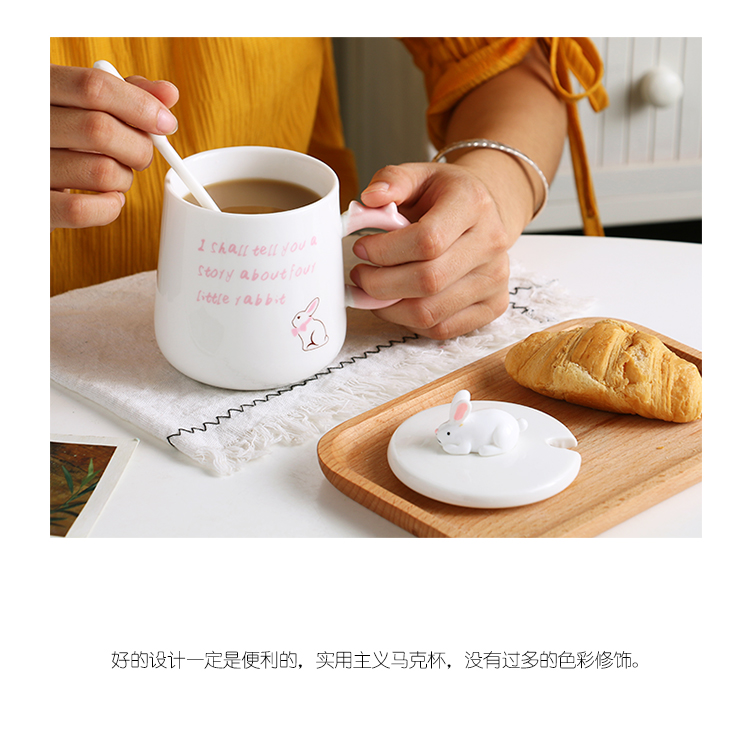 I shall tell you a
story about four
little rabbit
好的设计一定是便利的，实用主义马克杯，没有过多的色彩修饰。